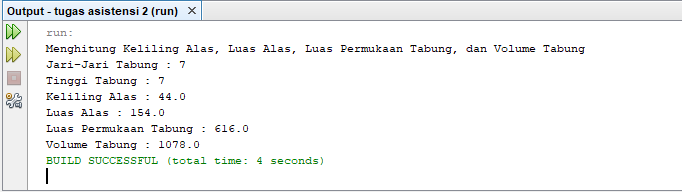 Output - tugas asistensi 2 (run)
run:
Menghitung Keliling Alas, Luas Alas, Luas Permukaan Tabung, dan Volume Tabung
Jari-Jari Tabung : 7
Tinggi Tabung : 7
Keliling Alas : 44.0
Luas Alas : 154.0
Luas Permukaan Tabung : 616.0
Volume Tabung : 1078.0
BUILD SUCCESSFUL (total time: 4 seconds)